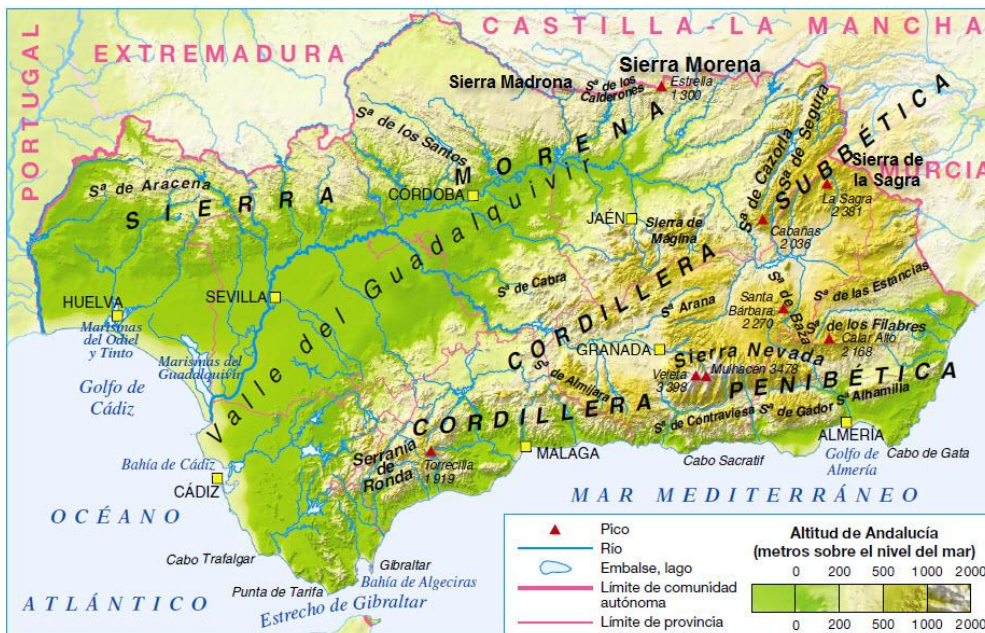 CASTILLA-LA MANCHA
EXTREMADURA
PORTUGAL
Sierra Morena
Sierra Madrona
Sª de los
Calderones
Estrella
1 300
Sª de los Santos
SIERRA MORENA
Sª de Aracena
CÓRDOBA
JAÉN
Sierra de
Mágina
Sª de Cazorla
Sª de Segura
CORDILLERA SUBBÉTICA
Sierra de
la Sagra
MURCIA
La Sagra
2 381
Cabañas
2 036
Valle del Guadalquivir
Sª de Cabra
HUELVA
SEVILLA
Marismas
del Odiel
y Tinto
Marismas del
Guadalquivir
Golfo de
Cádiz
Sª Arana
Santa
Bárbara
2 270
Sª de Baza
Sª de las Estancias
Sª de los Filabres
Calar Alto
2 168
GRANADA
Sierra Nevada
Veleta
3 398
Mulhacén 3478
Sª de Almijara
CORDILLERA PENIBÉTICA
Sª de Contraviesa
Sª de Gádor
Sª Alhamilla
Serranía
de
Ronda
Torrecilla
1 919
MALAGA
ALMERÍA
Golfo de
Almería
Cabo de Gata
Cabo Sacratif
Bahía de Cádiz
CÁDIZ
MAR MEDITERRÁNEO
OCÉANO
ATLÁNTICO
Cabo Trafalgar
Gibraltar
Bahía de Algeciras
Punta de Tarifa
Estrecho de Gibraltar
Pico
Río
Embalse, lago
Límite de comunidad
autónoma
Límite de provincia
Altitud de Andalucía
(metros sobre el nivel del mar)
0 200 500 1000 2000
0 200 500 1000 2000